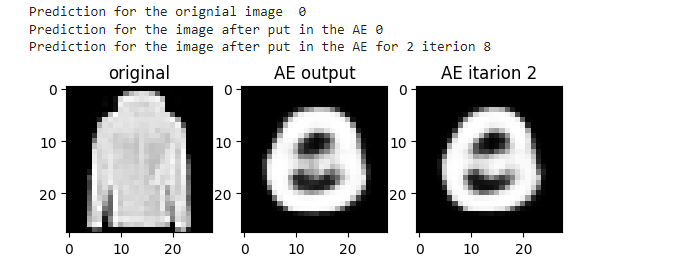 Prediction for the orignial image  0
Prediction for the image after put in the AE 0
Prediction for the image after put in the AE for 2 iterion 8
original
AE output
AE itarion 2
0
10
20
0
10
20
0
10
20
0 10 20
0 10 20
0 10 20